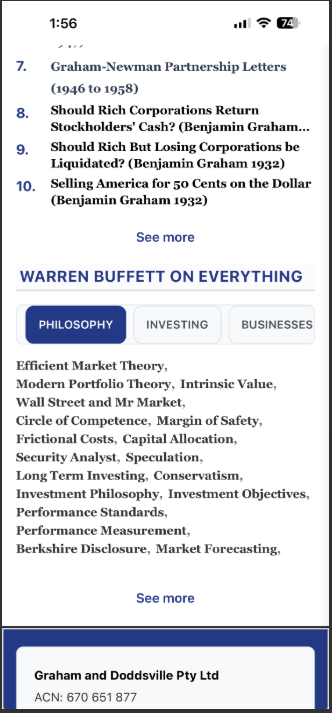 1:56
74
7. Graham-Newman Partnership Letters
(1946 to 1958)
8. Should Rich Corporations Return
Stockholders' Cash? (Benjamin Graham...
9. Should Rich But Losing Corporations be
Liquidated? (Benjamin Graham 1932)
10. Selling America for 50 Cents on the Dollar
(Benjamin Graham 1932)
See more
WARREN BUFFETT ON EVERYTHING
PHILOSOPHY INVESTING BUSINESSES
Efficient Market Theory,
Modern Portfolio Theory, Intrinsic Value,
Wall Street and Mr Market,
Circle of Competence, Margin of Safety,
Frictional Costs, Capital Allocation,
Security Analyst, Speculation,
Long Term Investing, Conservatism,
Investment Philosophy, Investment Objectives,
Performance Standards,
Performance Measurement,
Berkshire Disclosure, Market Forecasting,
See more
Graham and Doddsville Pty Ltd
ACN: 670 651 877